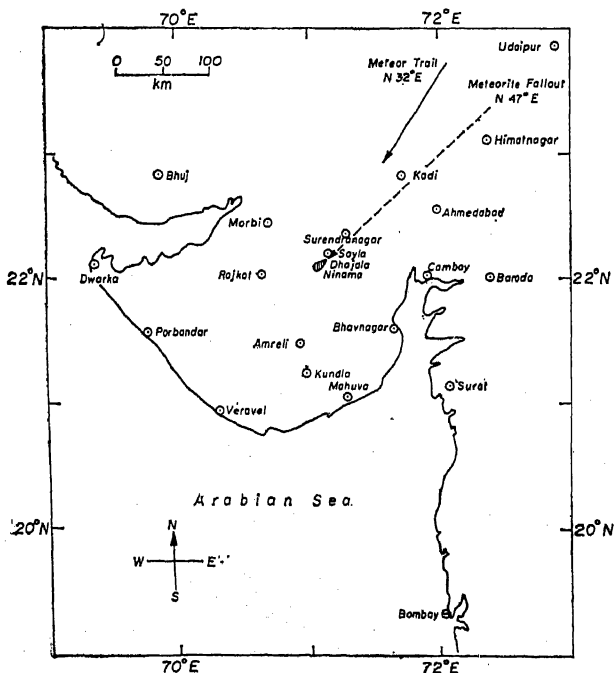 70°E
72°E
Udaipur
0 50 100
km
Meteor Trail
N 32°E
Meteorite Fallout
N 47°E
Himatnagar
Bhuj
Kadi
Morbi
Ahmedabad
Surendranagar
Sayla
Dhajala
Ninama
22°N
Dwarka
Rajkot
Cambay
Baroda
22°N
Porbandar
Amreli
Bhavnagar
Kundla
Mahuva
Surat
Veravel
Arabian Sea
20°N
20°N
N
W E
S
Bombay
70°E
72°E